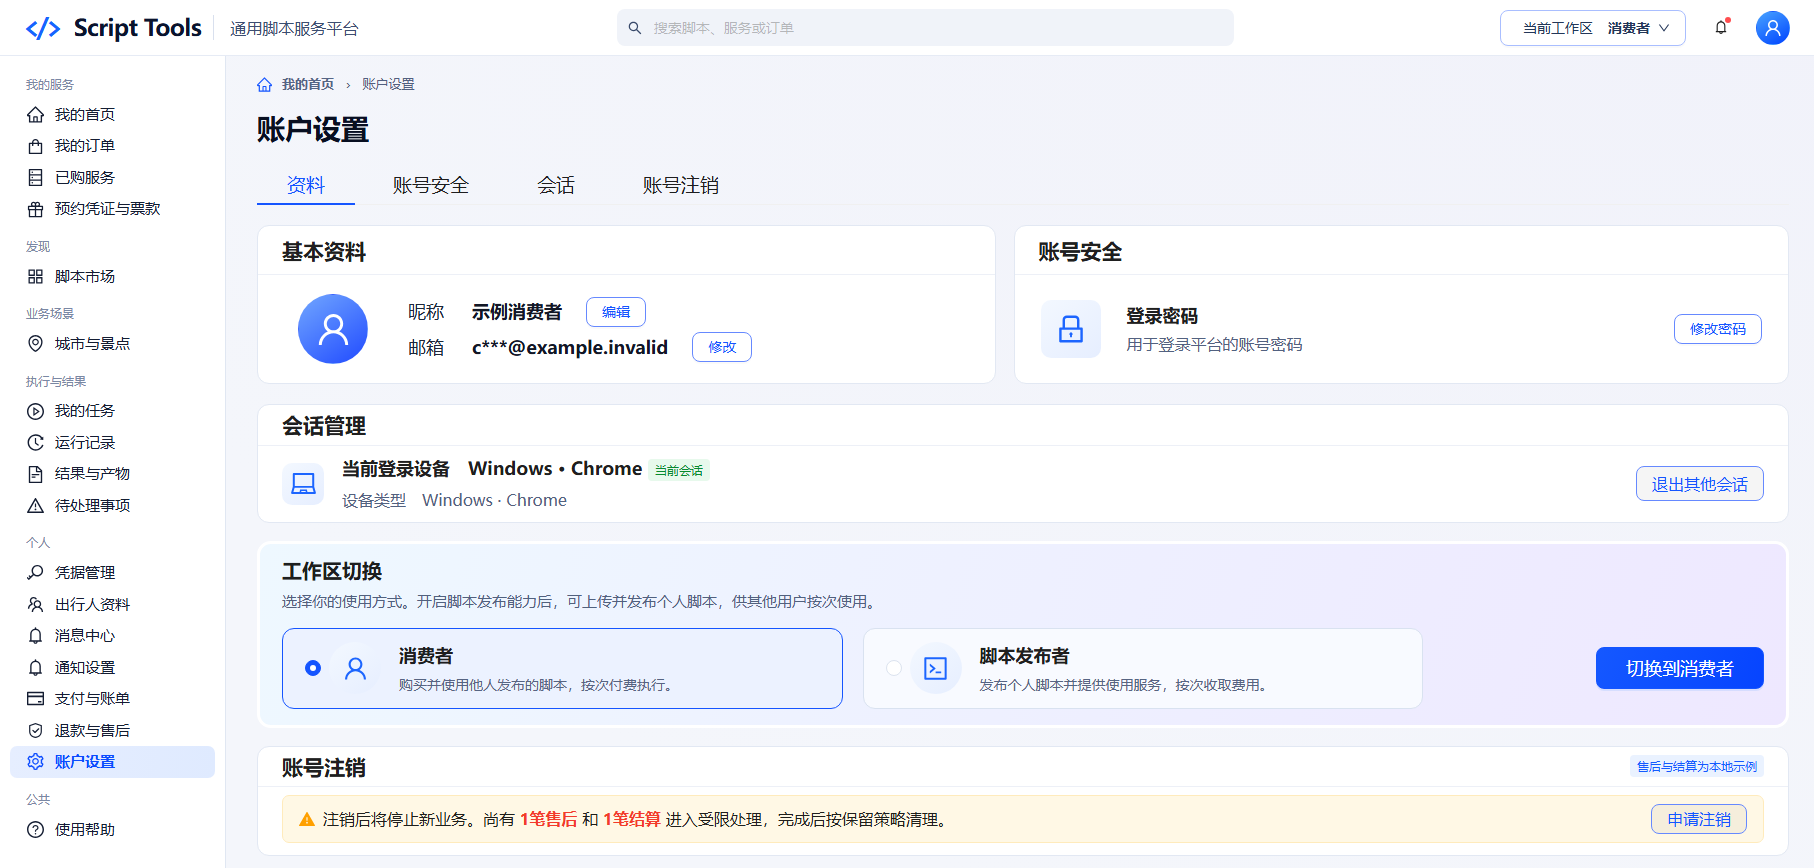 </> Script Tools 通用脚本服务平台
搜索脚本、服务或订单
当前工作区 消费者
我的服务
我的首页
我的订单
已购服务
预约凭证与票款
发现
脚本市场
业务场景
城市与景点
执行与结果
我的任务
运行记录
结果与产物
待处理事项
个人
凭据管理
出行人资料
消息中心
通知设置
支付与账单
退款与售后
账户设置
公共
使用帮助
我的首页 › 账户设置
账户设置
资料 账号安全 会话 账号注销
基本资料
昵称 示例消费者 编辑
邮箱 c***@example.invalid 修改
账号安全
登录密码
用于登录平台的账号密码
修改密码
会话管理
当前登录设备 Windows • Chrome 当前会话
设备类型 Windows · Chrome
退出其他会话
工作区切换
选择你的使用方式。开启脚本发布能力后，可上传并发布个人脚本，供其他用户按次使用。
消费者
购买并使用他人发布的脚本，按次付费执行。
脚本发布者
发布个人脚本并提供使用服务，按次收取费用。
切换到消费者
账号注销
售后与结算为本地示例
注销后将停止新业务。尚有 1笔售后 和 1笔结算 进入受限处理，完成后按保留策略清理。
申请注销